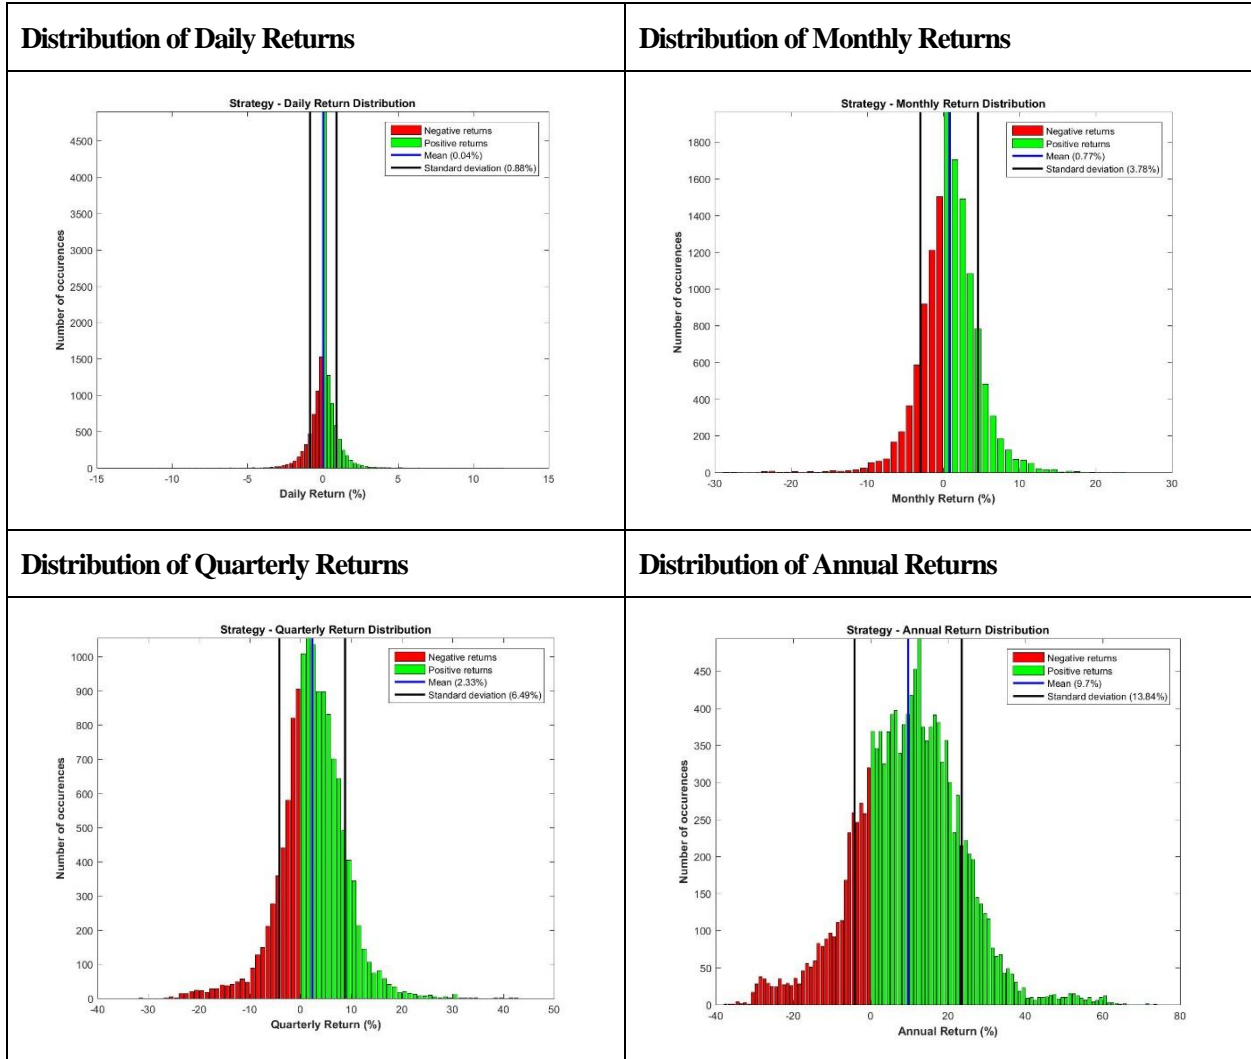 Distribution of Daily Returns
Distribution of Monthly Returns
Strategy - Daily Return Distribution
Negative returns
Positive returns
Mean (0.04%)
Standard deviation (0.88%)
Number of occurences
4500
4000
3500
3000
2500
2000
1500
1000
500
0
-15 -10 -5 0 5 10 15
Daily Return (%)
Strategy - Monthly Return Distribution
Negative returns
Positive returns
Mean (0.77%)
Standard deviation (3.78%)
Number of occurences
1800
1600
1400
1200
1000
800
600
400
200
0
-30 -20 -10 0 10 20 30
Monthly Return (%)
Distribution of Quarterly Returns
Distribution of Annual Returns
Strategy - Quarterly Return Distribution
Negative returns
Positive returns
Mean (2.33%)
Standard deviation (6.49%)
Number of occurences
1000
900
800
700
600
500
400
300
200
100
0
-40 -30 -20 -10 0 10 20 30 40 50
Quarterly Return (%)
Strategy - Annual Return Distribution
Negative returns
Positive returns
Mean (9.7%)
Standard deviation (13.84%)
Number of occurences
450
400
350
300
250
200
150
100
50
0
-40 -20 0 20 40 60 80
Annual Return (%)